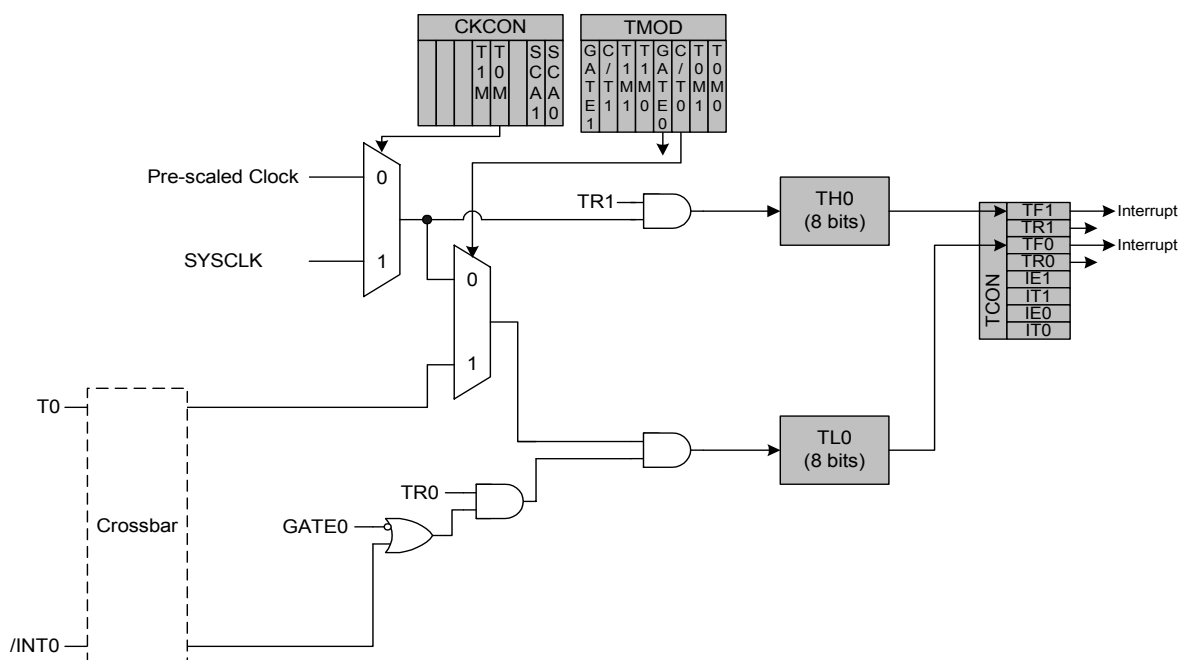 CKCON
T1M
T0M
SCA1
SCA0
TMOD
GATE1
C/T1
T1M1
T1M0
GATE0
C/T0
T0M1
T0M0
Pre-scaled Clock
0
SYSCLK
1
TR1
TH0
(8 bits)
TCON
TF1
TR1
TF0
TR0
IE1
IT1
IE0
IT0
Interrupt
Interrupt
0
1
T0
Crossbar
/INT0
TL0
(8 bits)
TR0
GATE0